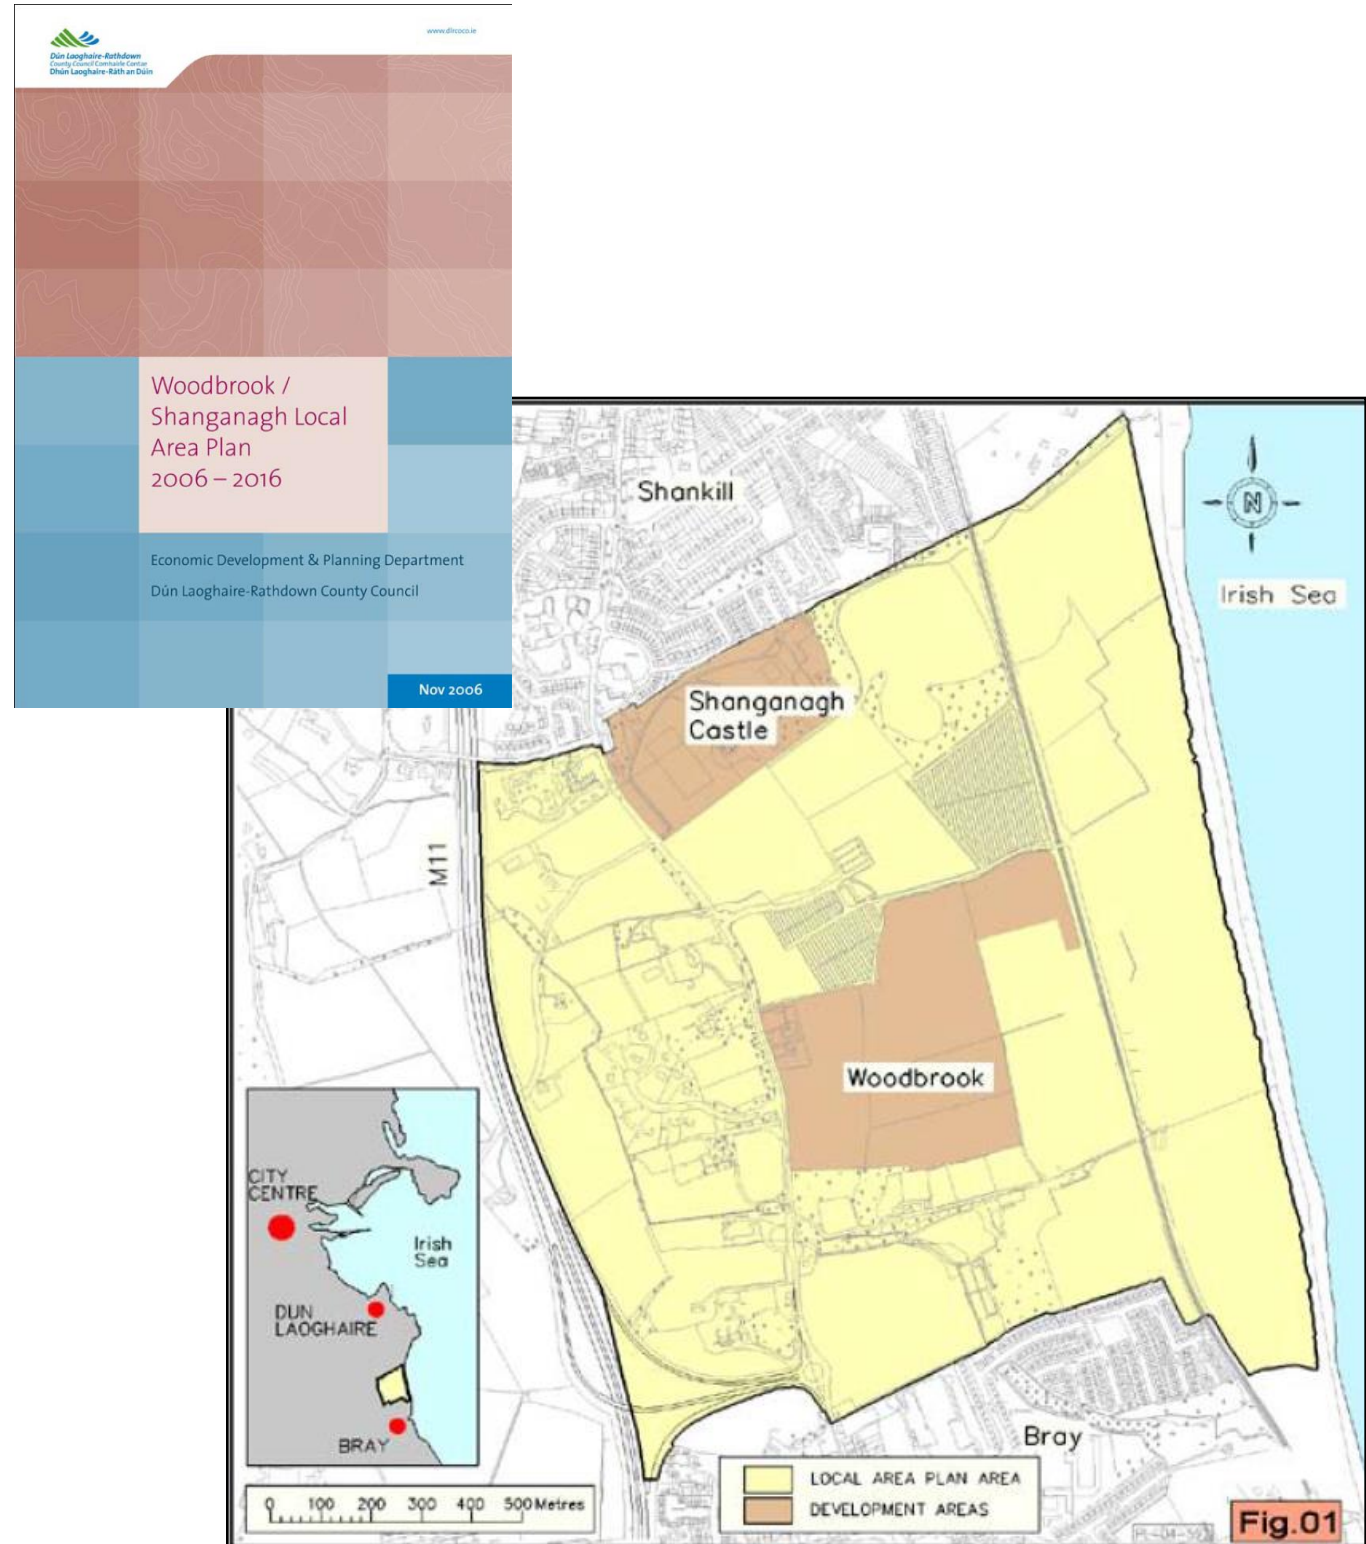 www.dlrcoco.ie
Dún Laoghaire-Rathdown
County Council Comhairle Contae
Dhún Laoghaire-Ráth an Dúin
Woodbrook /
Shanganagh Local
Area Plan
2006 – 2016
Economic Development & Planning Department
Dún Laoghaire-Rathdown County Council
Nov 2006
Shankill
N
Irish Sea
Shanganagh
Castle
M11
Woodbrook
CITY
CENTRE
Irish
Sea
DUN
LAOGHAIRE
BRAY
Bray
0 100 200 300 400 500 Metres
LOCAL AREA PLAN AREA
DEVELOPMENT AREAS
Fig.01